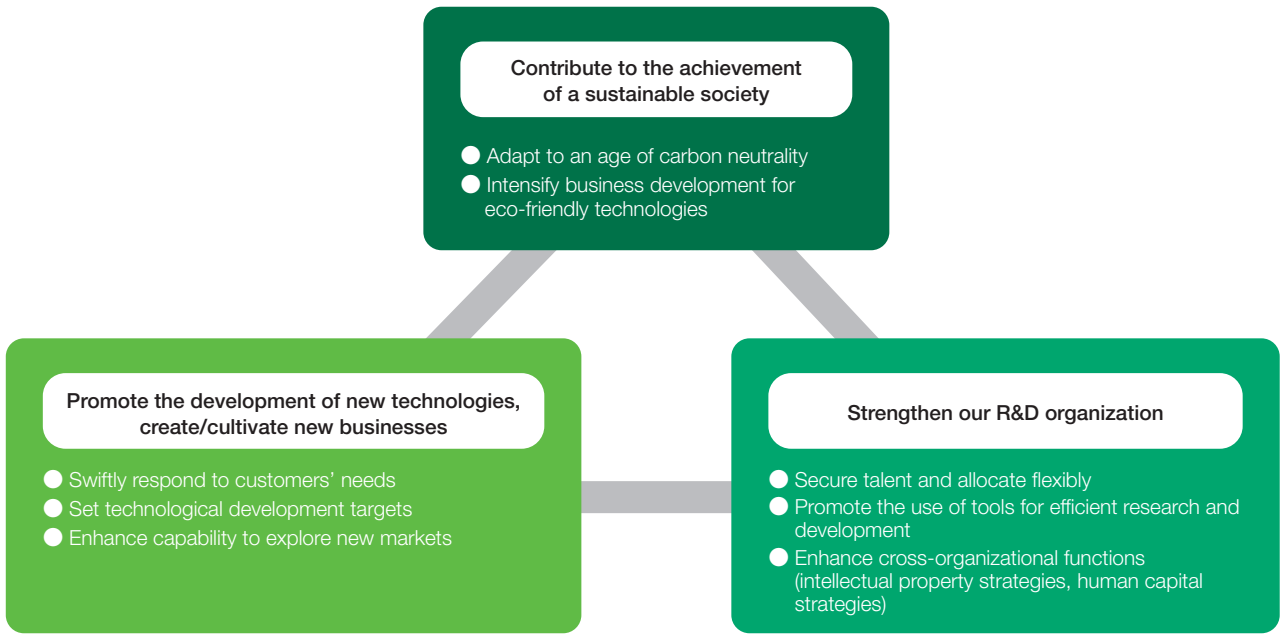 Contribute to the achievement
of a sustainable society
● Adapt to an age of carbon neutrality
● Intensify business development for
eco-friendly technologies
Promote the development of new technologies,
create/cultivate new businesses
● Swiftly respond to customers’ needs
● Set technological development targets
● Enhance capability to explore new markets
Strengthen our R&D organization
● Secure talent and allocate flexibly
● Promote the use of tools for efficient research and
development
● Enhance cross-organizational functions
(intellectual property strategies, human capital
strategies)